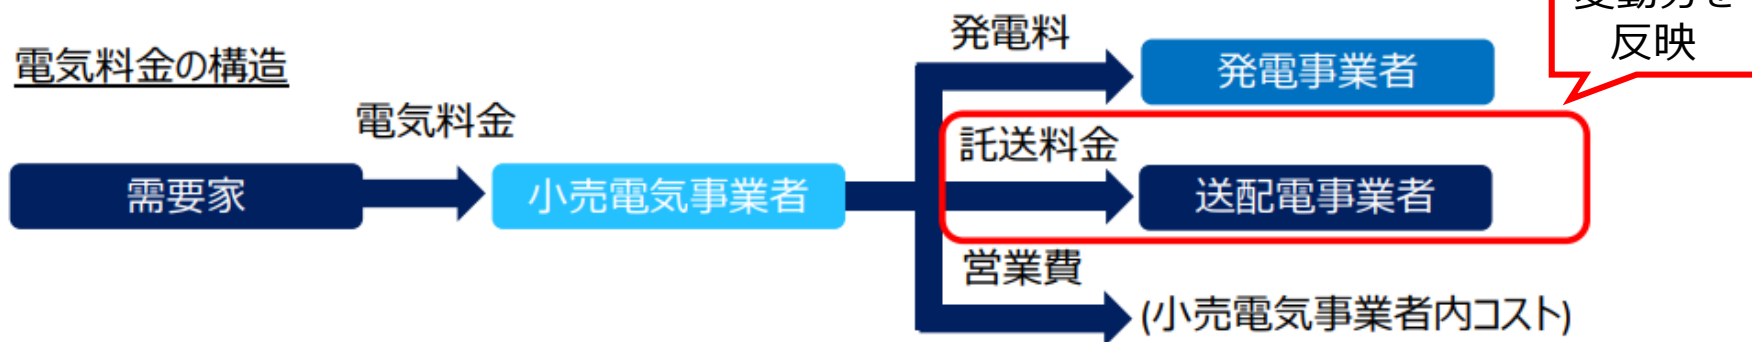 電気料金の構造
電気料金
需要家
小売電気事業者
発電料
発電事業者
託送料金
送配電事業者
営業費
(小売電気事業者内コスト)
反映